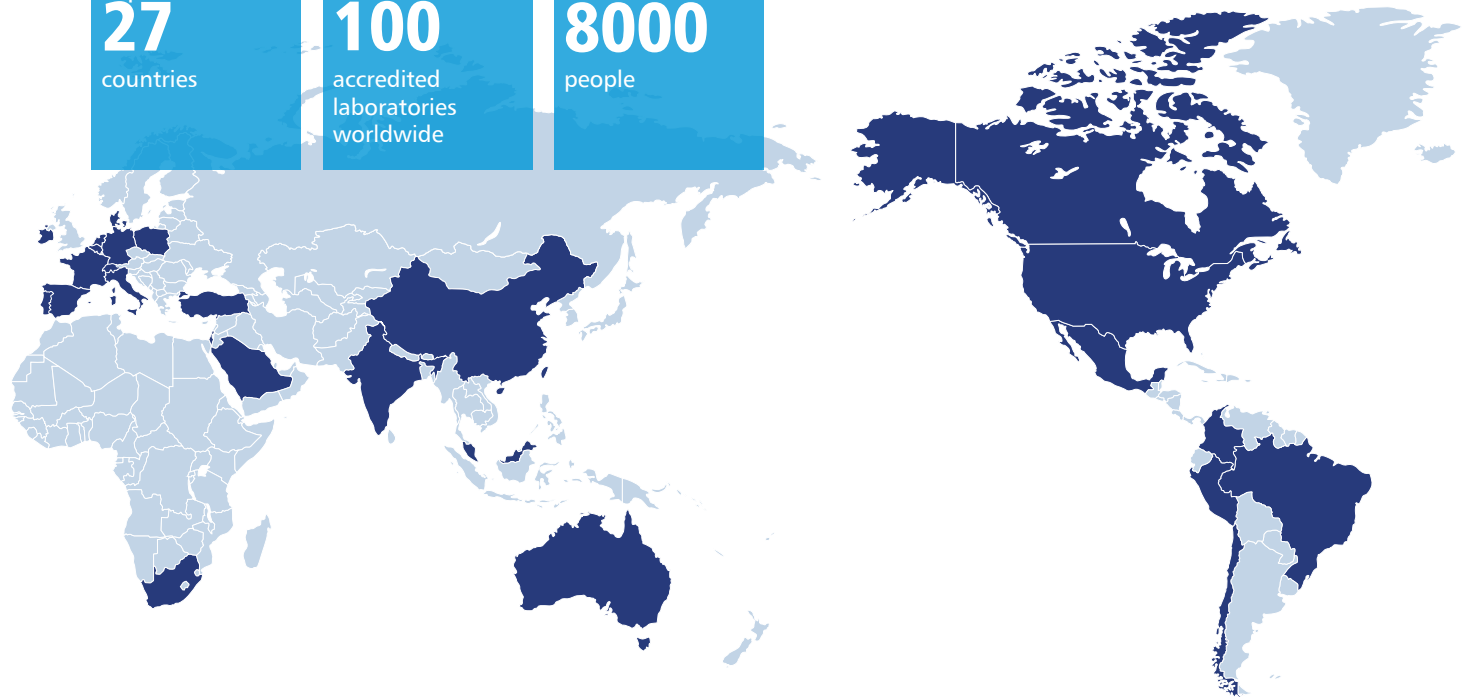 27
countries
100
accredited
laboratories
worldwide
8000
people